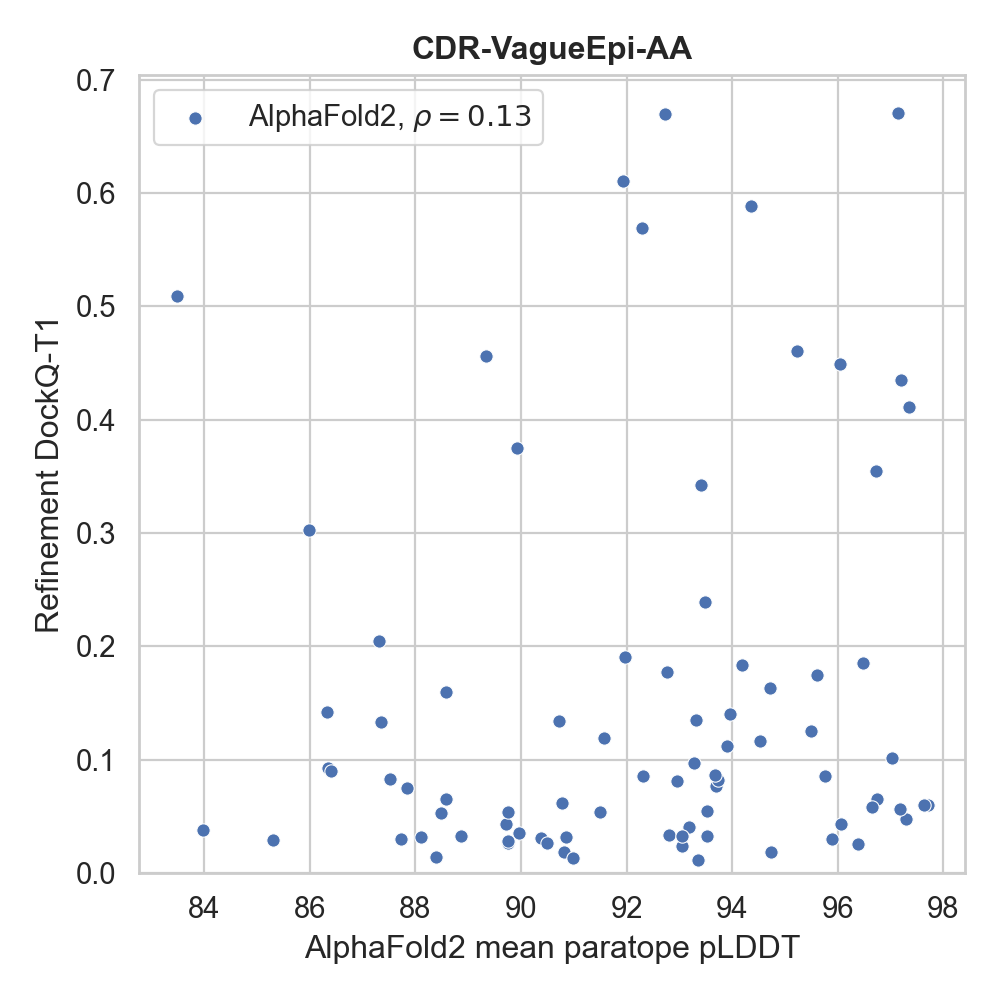 CDR-VagueEpi-AA
AlphaFold2, ρ = 0.13
Refinement DockQ-T1
0.7
0.6
0.5
0.4
0.3
0.2
0.1
0.0
84 86 88 90 92 94 96 98
AlphaFold2 mean paratope pLDDT